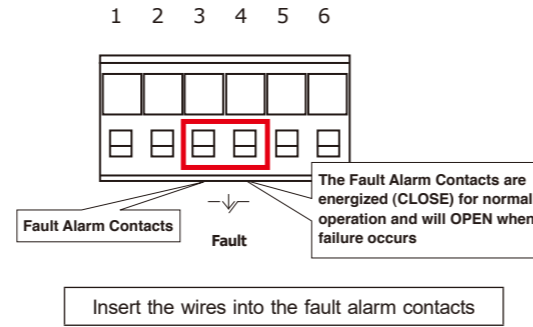 1 2 3 4 5 6
Fault Alarm Contacts
Fault
The Fault Alarm Contacts are
energized (CLOSE) for normal
operation and will OPEN when
failure occurs
Insert the wires into the fault alarm contacts